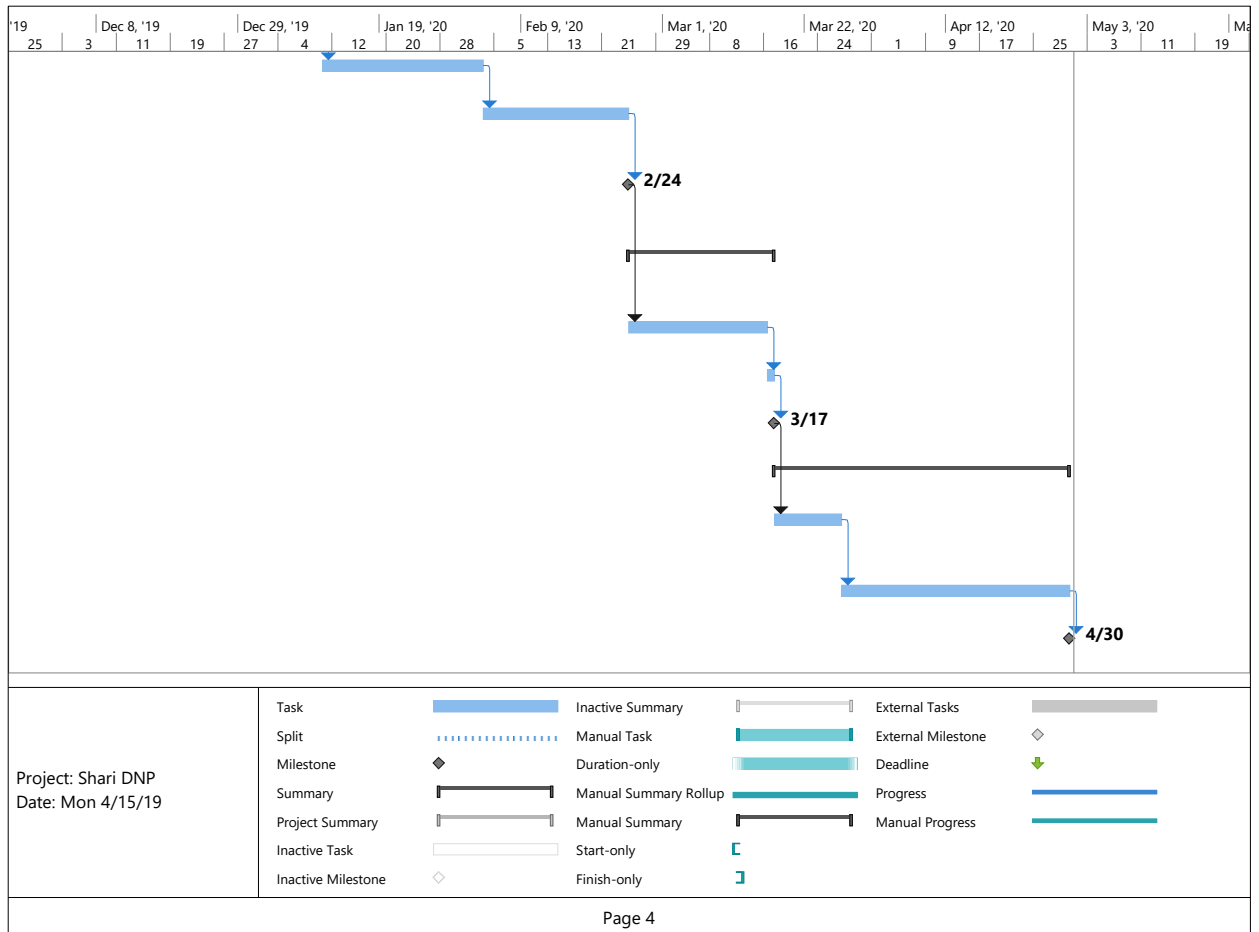 '19 Dec 8, '19 Dec 29, '19 Jan 19, '20 Feb 9, '20 Mar 1, '20 Mar 22, '20 Apr 12, '20 May 3, '20 Ma
25 3 11 19 27 4 12 20 28 5 13 21 29 8 16 24 1 9 17 25 3 11 19
2/24
3/17
4/30
Project: Shari DNP
Date: Mon 4/15/19
Task
Split
Milestone
Summary
Project Summary
Inactive Task
Inactive Milestone
Inactive Summary
Manual Task
Duration-only
Manual Summary Rollup
Manual Summary
Start-only
Finish-only
External Tasks
External Milestone
Deadline
Progress
Manual Progress
Page 4